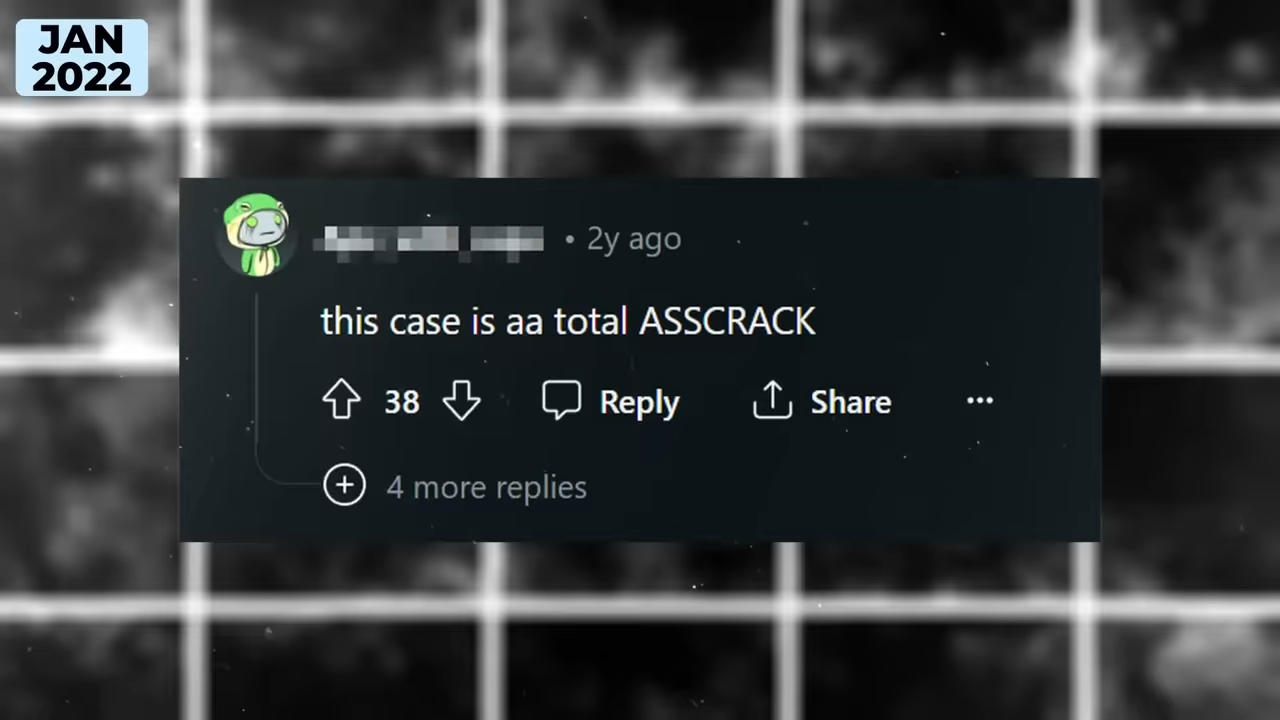 JAN
2022
• 2y ago
this case is aa total ASSCRACK
38 Reply Share ···
4 more replies